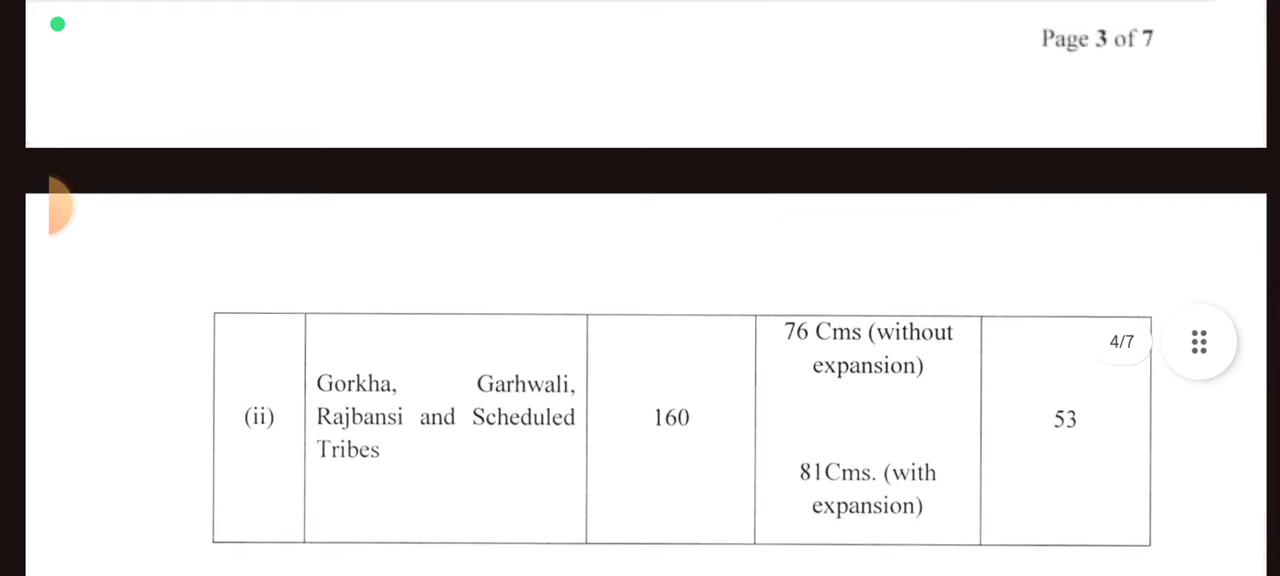 Page 3 of 7
4/7
(ii)
Gorkha, Garhwali,
Rajbansi and Scheduled
Tribes
160
76 Cms (without
expansion)
81Cms. (with
expansion)
53